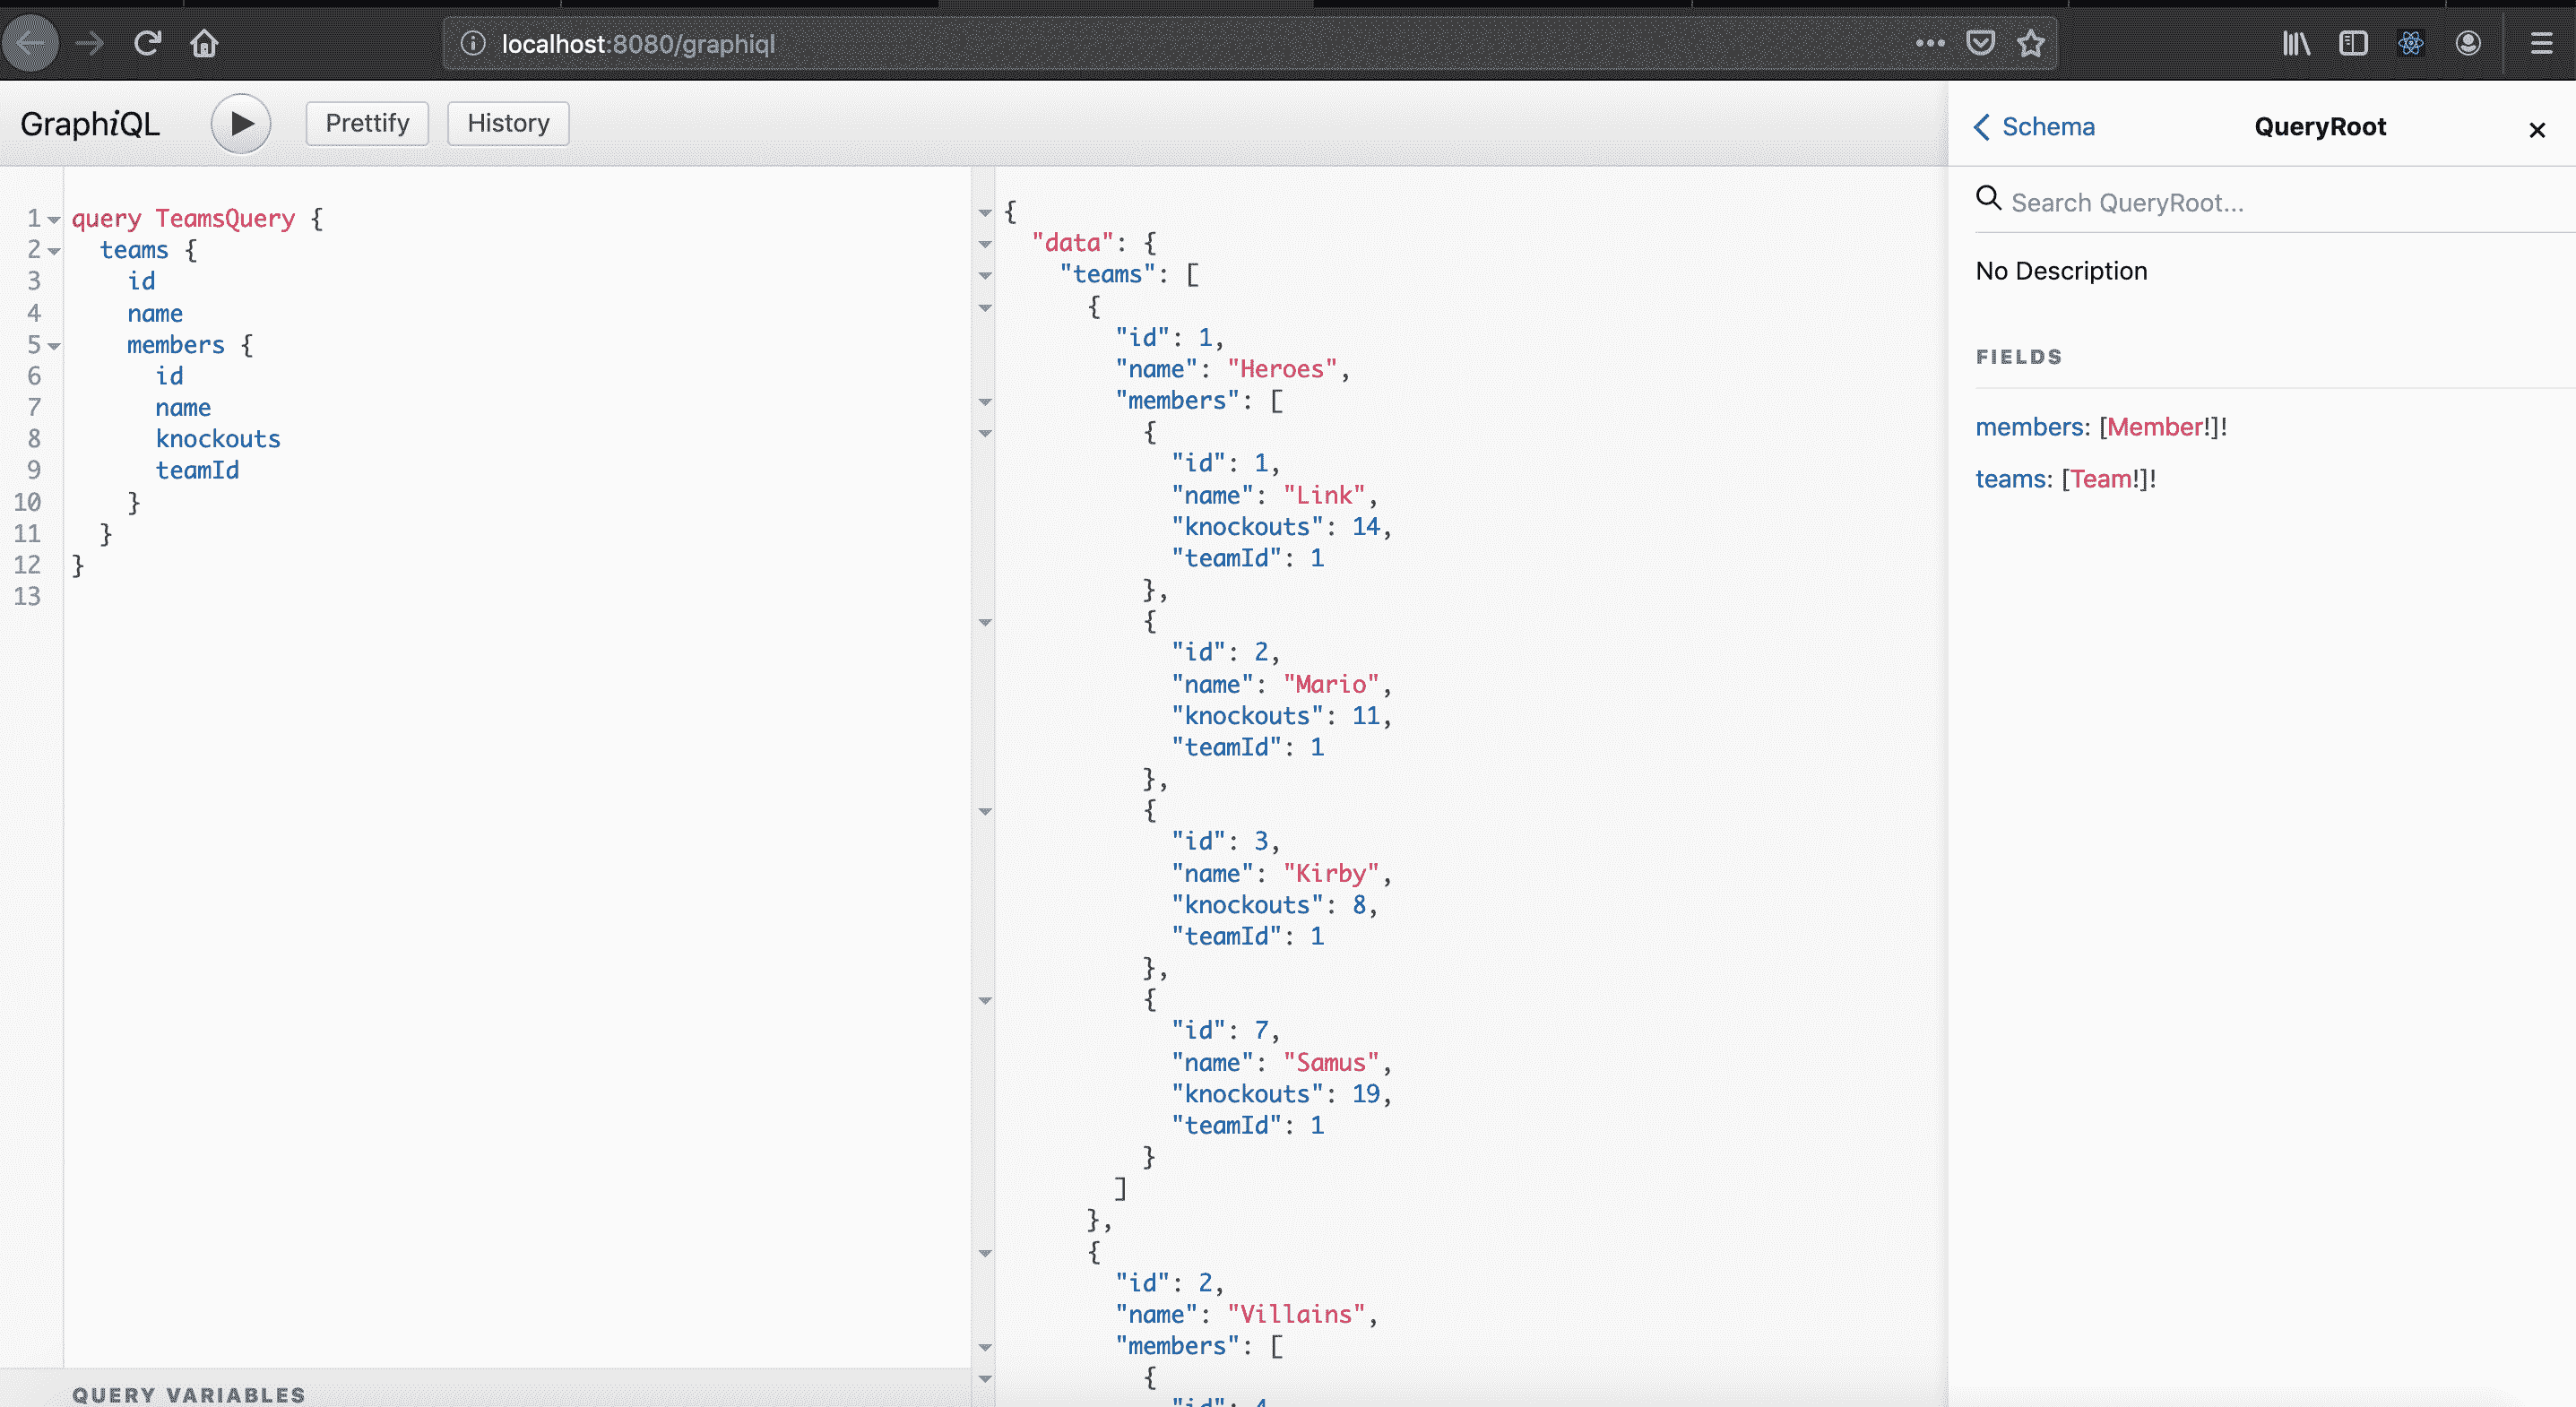 localhost:8080/graphiql
GraphiQL
Prettify
History
Schema
QueryRoot
1 query TeamsQuery {
2 teams {
3 id
4 name
5 members {
6 id
7 name
8 knockouts
9 teamId
10 }
11 }
12 }
13
QUERY VARIABLES
{
"data": {
"teams": [
{
"id": 1,
"name": "Heroes",
"members": [
{
"id": 1,
"name": "Link",
"knockouts": 14,
"teamId": 1
},
{
"id": 2,
"name": "Mario",
"knockouts": 11,
"teamId": 1
},
{
"id": 3,
"name": "Kirby",
"knockouts": 8,
"teamId": 1
},
{
"id": 7,
"name": "Samus",
"knockouts": 19,
"teamId": 1
}
]
},
{
"id": 2,
"name": "Villains",
"members": [
{
"id": 4
Search QueryRoot...
No Description
FIELDS
members: [Member!]!
teams: [Team!]!